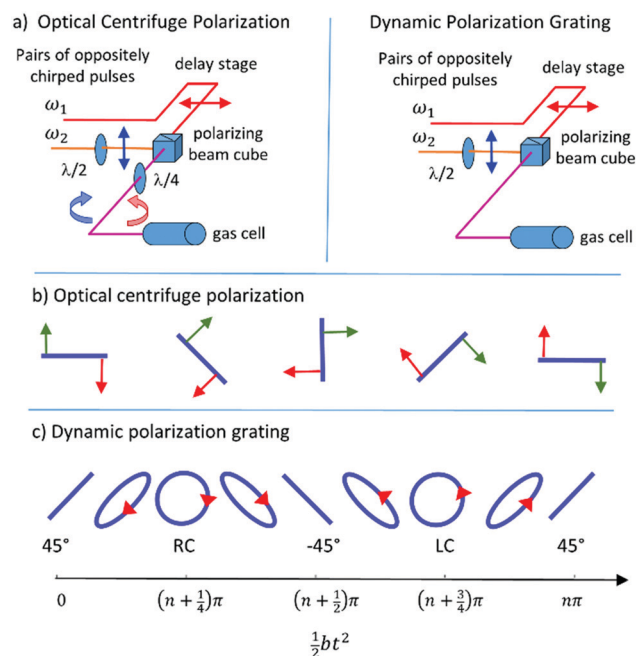 a) Optical Centrifuge Polarization
Pairs of oppositely
chirped pulses
delay stage
ω₁
ω₂
λ/2
polarizing
beam cube
λ/4
gas cell
Dynamic Polarization Grating
Pairs of oppositely
chirped pulses
delay stage
ω₁
ω₂
λ/2
polarizing
beam cube
gas cell
b) Optical centrifuge polarization
c) Dynamic polarization grating
45° RC -45° LC 45°
0 (n + 1/4)π (n + 1/2)π (n + 3/4)π nπ
1/2 bt²